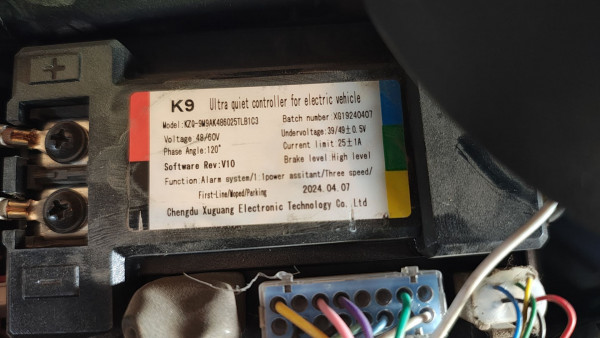 +
K9 Ultra quiet controller for electric vehicle
Model:KZQ-9M9AK486025TLB1C3 Batch number:XG19240407
Voltage 48/60V Undervoltage:39/49±0.5V
Phase Angle:120° Current limit 25±1A
Software Rev:V10 Brake level High level
Function:Alarm system/1:1power assitant/Three speed/
First-Line/Moped/Parking 2024.04.07
Chengdu Xuguang Electronic Technology Co. Ltd